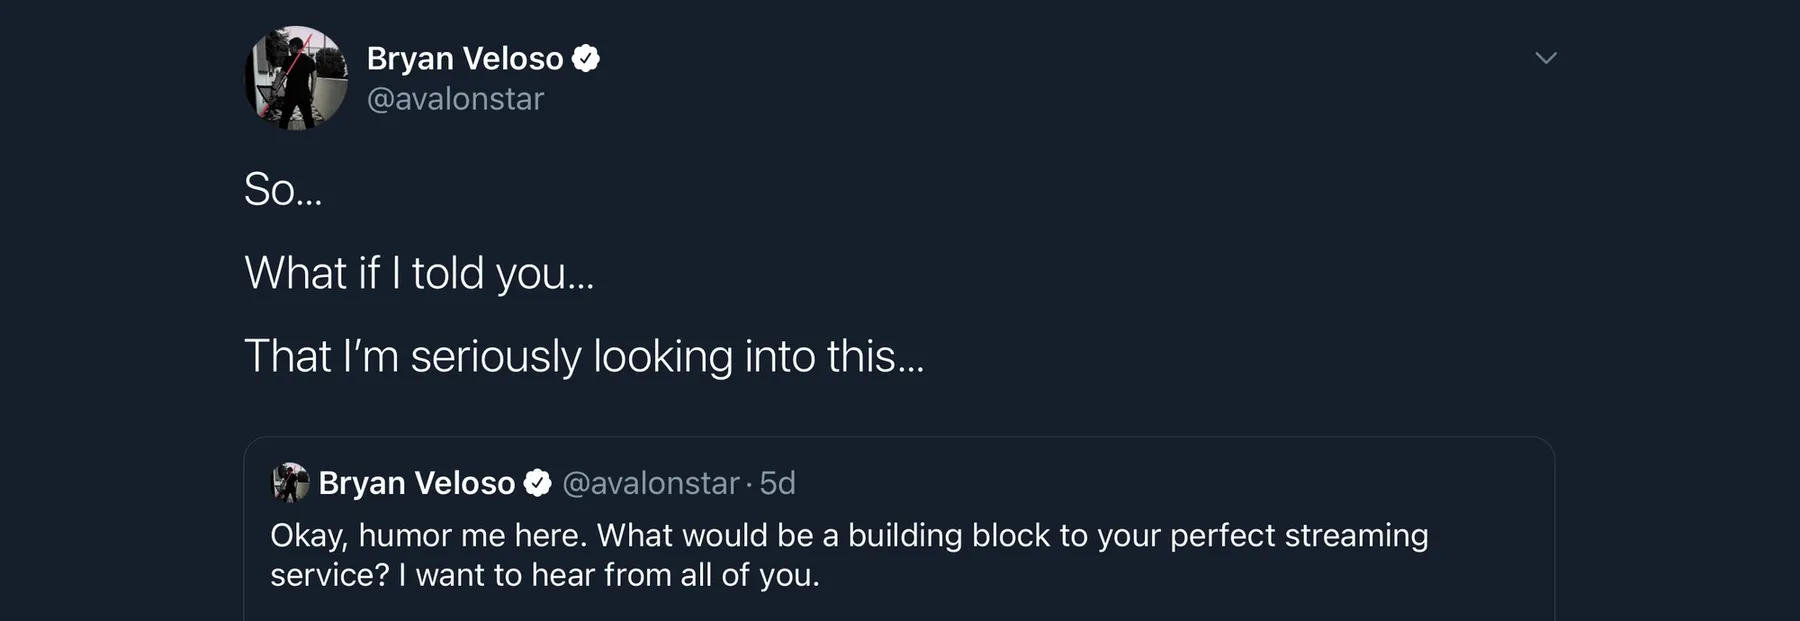 Bryan Veloso
@avalonstar
So...
What if I told you...
That I’m seriously looking into this...
Bryan Veloso @avalonstar · 5d
Okay, humor me here. What would be a building block to your perfect streaming
service? I want to hear from all of you.